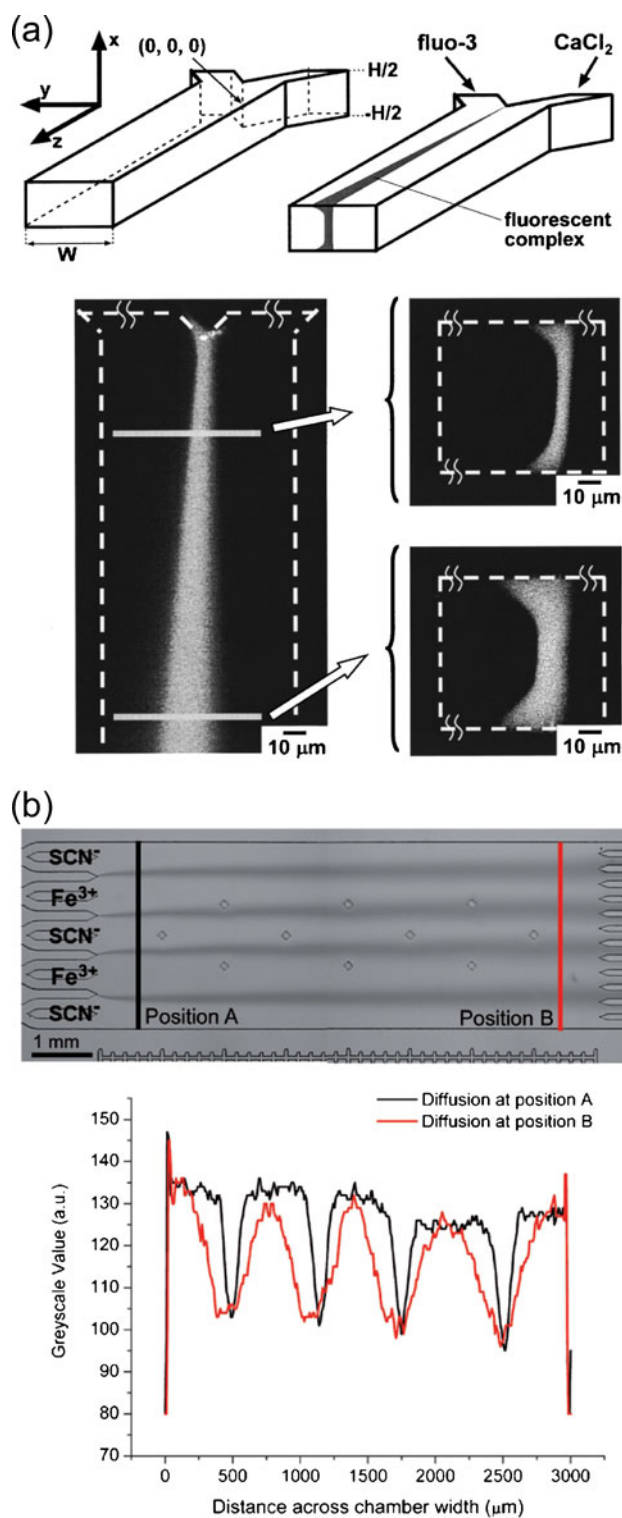 (a)
x
y
z
(0, 0, 0)
H/2
-H/2
W
fluo-3
CaCl2
fluorescent
complex
10 μm
10 μm
10 μm
(b)
SCN-
Fe3+
SCN-
Fe3+
SCN-
Position A
Position B
1 mm
Diffusion at position A
Diffusion at position B
Greyscale Value (a.u.)
150
140
130
120
110
100
90
80
70
0
500
1000
1500
2000
2500
3000
Distance across chamber width (μm)